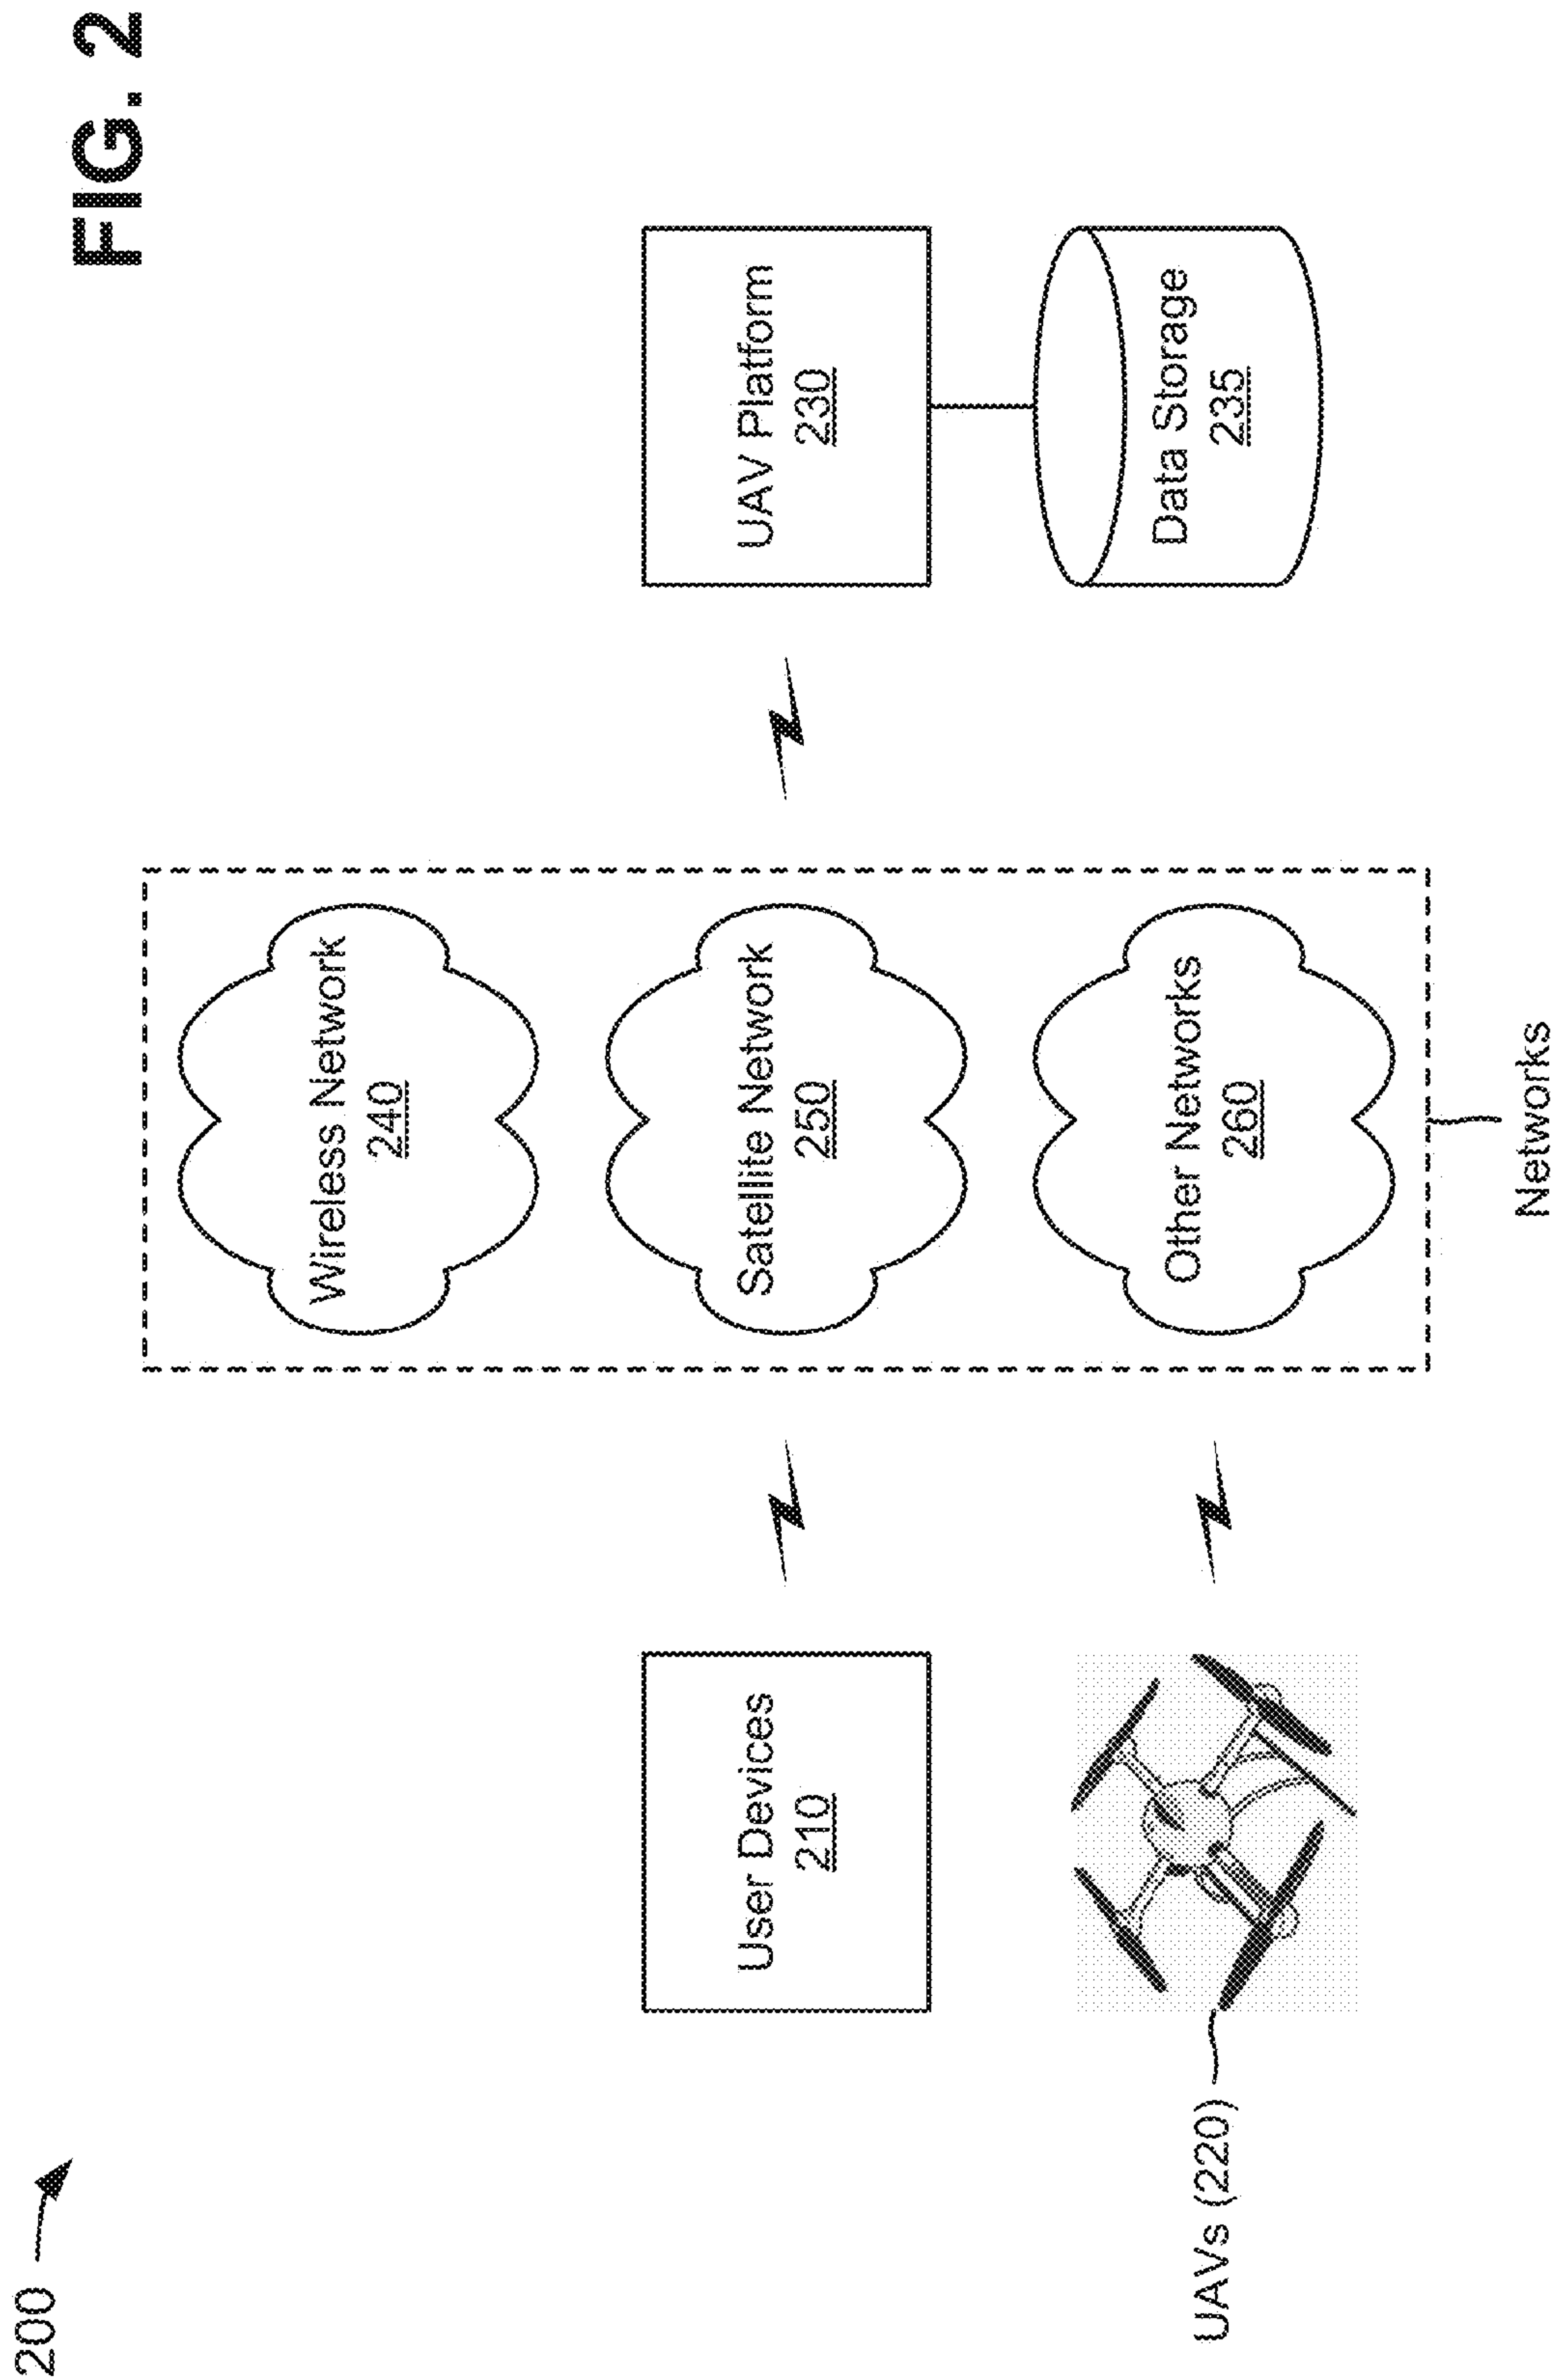 200
FIG. 2
Wireless Network
240
User Devices
210
Satellite Network
250
UAV Platform
230
UAVs (220)
Other Networks
260
Data Storage
235
Networks